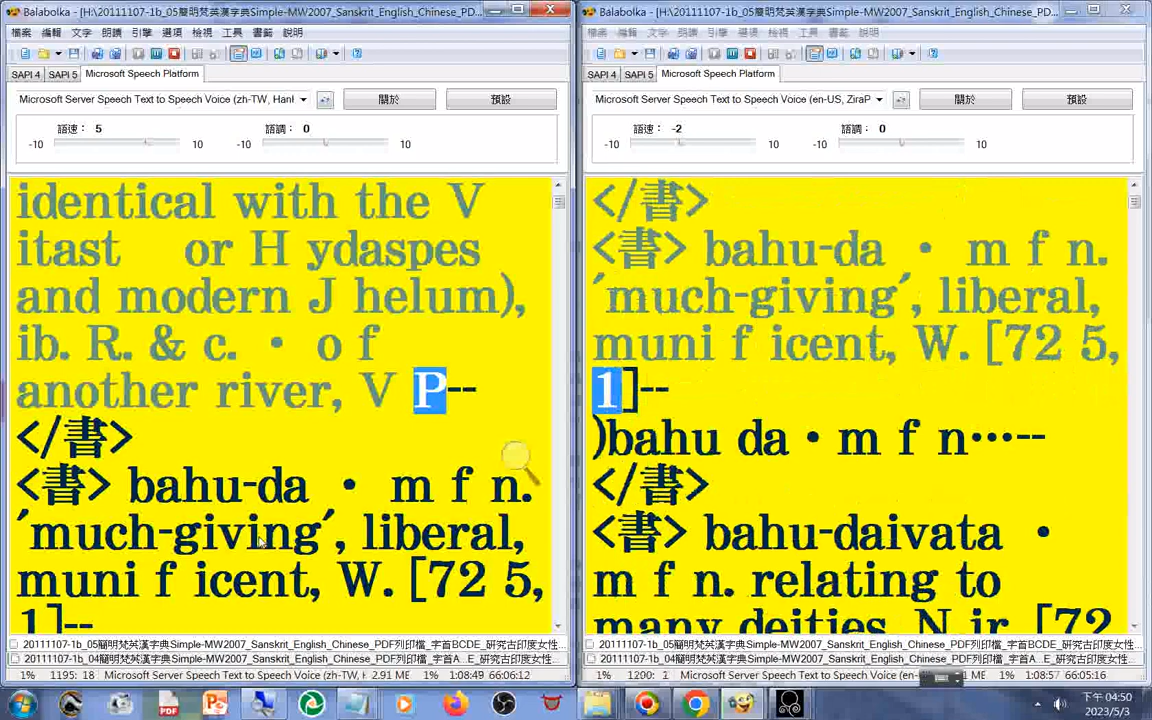 Balabolka - [H:\20111107-1b_05簡明梵英漢字典Simple-MW2007_Sanskrit_English_Chinese_PD...
檔案 編輯 文字 朗讀 引擎 選項 檢視 工具 書籤 說明
SAPI 4 SAPI 5 Microsoft Speech Platform
Microsoft Server Speech Text to Speech Voice (zh-TW, HanH
關於 預設
語速: 5 語調: 0
-10 10 -10 10
identical with the V
itast or H ydaspes
and modern J helum),
ib. R. & c. • o f
another river, V P--
</書>
<書> bahu-da • m f n.
´much-giving´, liberal,
muni f icent, W. [72 5,
1]--
20111107-1b_05簡明梵英漢字典Simple-MW2007_Sanskrit_English_Chinese_PDF列印檔_字首BCDE_研究古印度女性...
20111107-1b_04簡明梵英漢字典Simple-MW2007_Sanskrit_English_Chinese_PDF列印檔_字首A...E_研究古印度女性...
1% 1195: 18 Microsoft Server Speech Text to Speech Voice (zh-TW, H 2.91 MB 1% 1:08:49 66:06:12
Balabolka - [H:\20111107-1b_05簡明梵英漢字典Simple-MW2007_Sanskrit_English_Chinese_PD...
檔案 編輯 文字 朗讀 引擎 選項 檢視 工具 書籤 說明
SAPI 4 SAPI 5 Microsoft Speech Platform
Microsoft Server Speech Text to Speech Voice (en-US, ZiraP
關於 預設
語速: -2 語調: 0
-10 10 -10 10
</書>
<書> bahu-da • m f n.
´much-giving´, liberal,
muni f icent, W. [72 5,
1]--
)bahu da • m f n⋯--
</書>
<書> bahu-daivata •
m f n. relating to
many deities, N ir. [72
20111107-1b_05簡明梵英漢字典Simple-MW2007_Sanskrit_English_Chinese_PDF列印檔_字首BCDE_研究古印度女性...
20111107-1b_04簡明梵英漢字典Simple-MW2007_Sanskrit_English_Chinese_PDF列印檔_字首A...E_研究古印度女性...
1% 1200: 1 Microsoft Server Speech Text to Speech Voice 1% 1:08:57 66:05:16
下午 04:50
2023/5/3